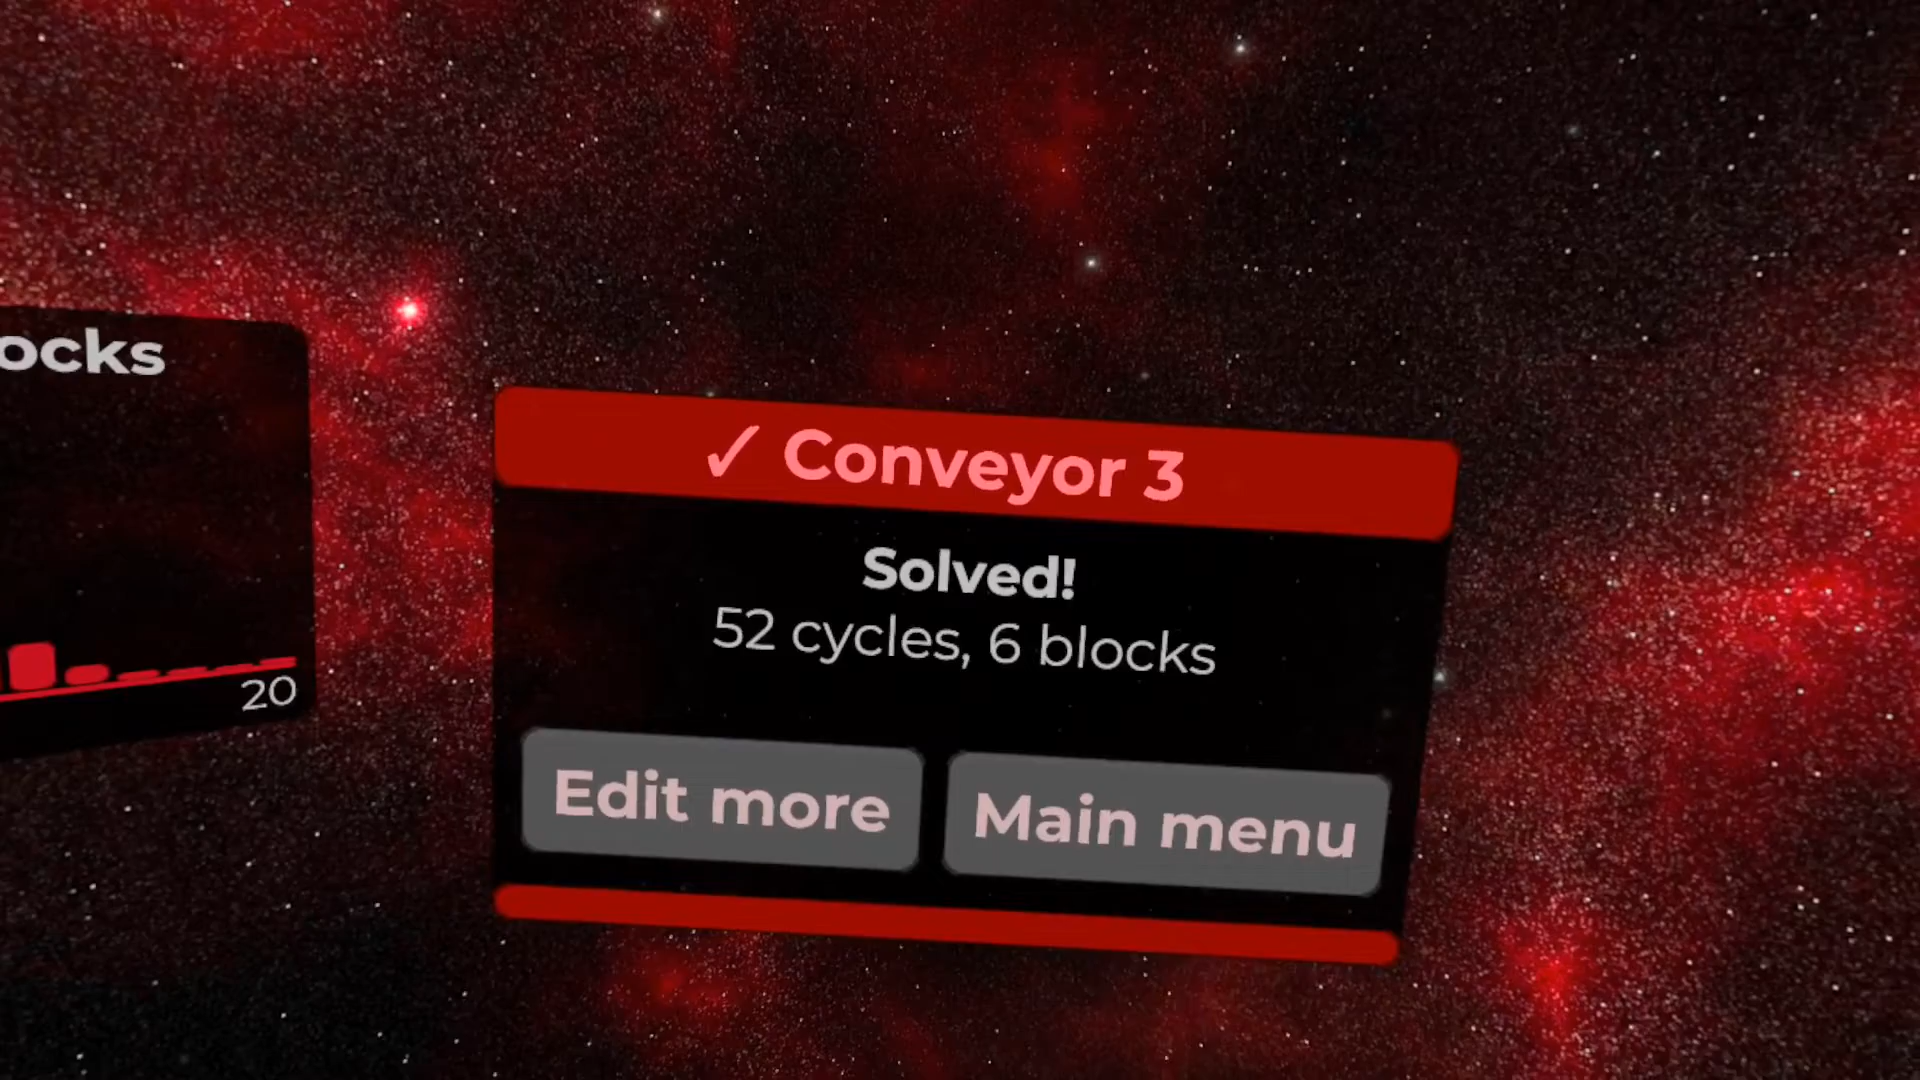 ocks
20
✓ Conveyor 3
Solved!
52 cycles, 6 blocks
Edit more
Main menu